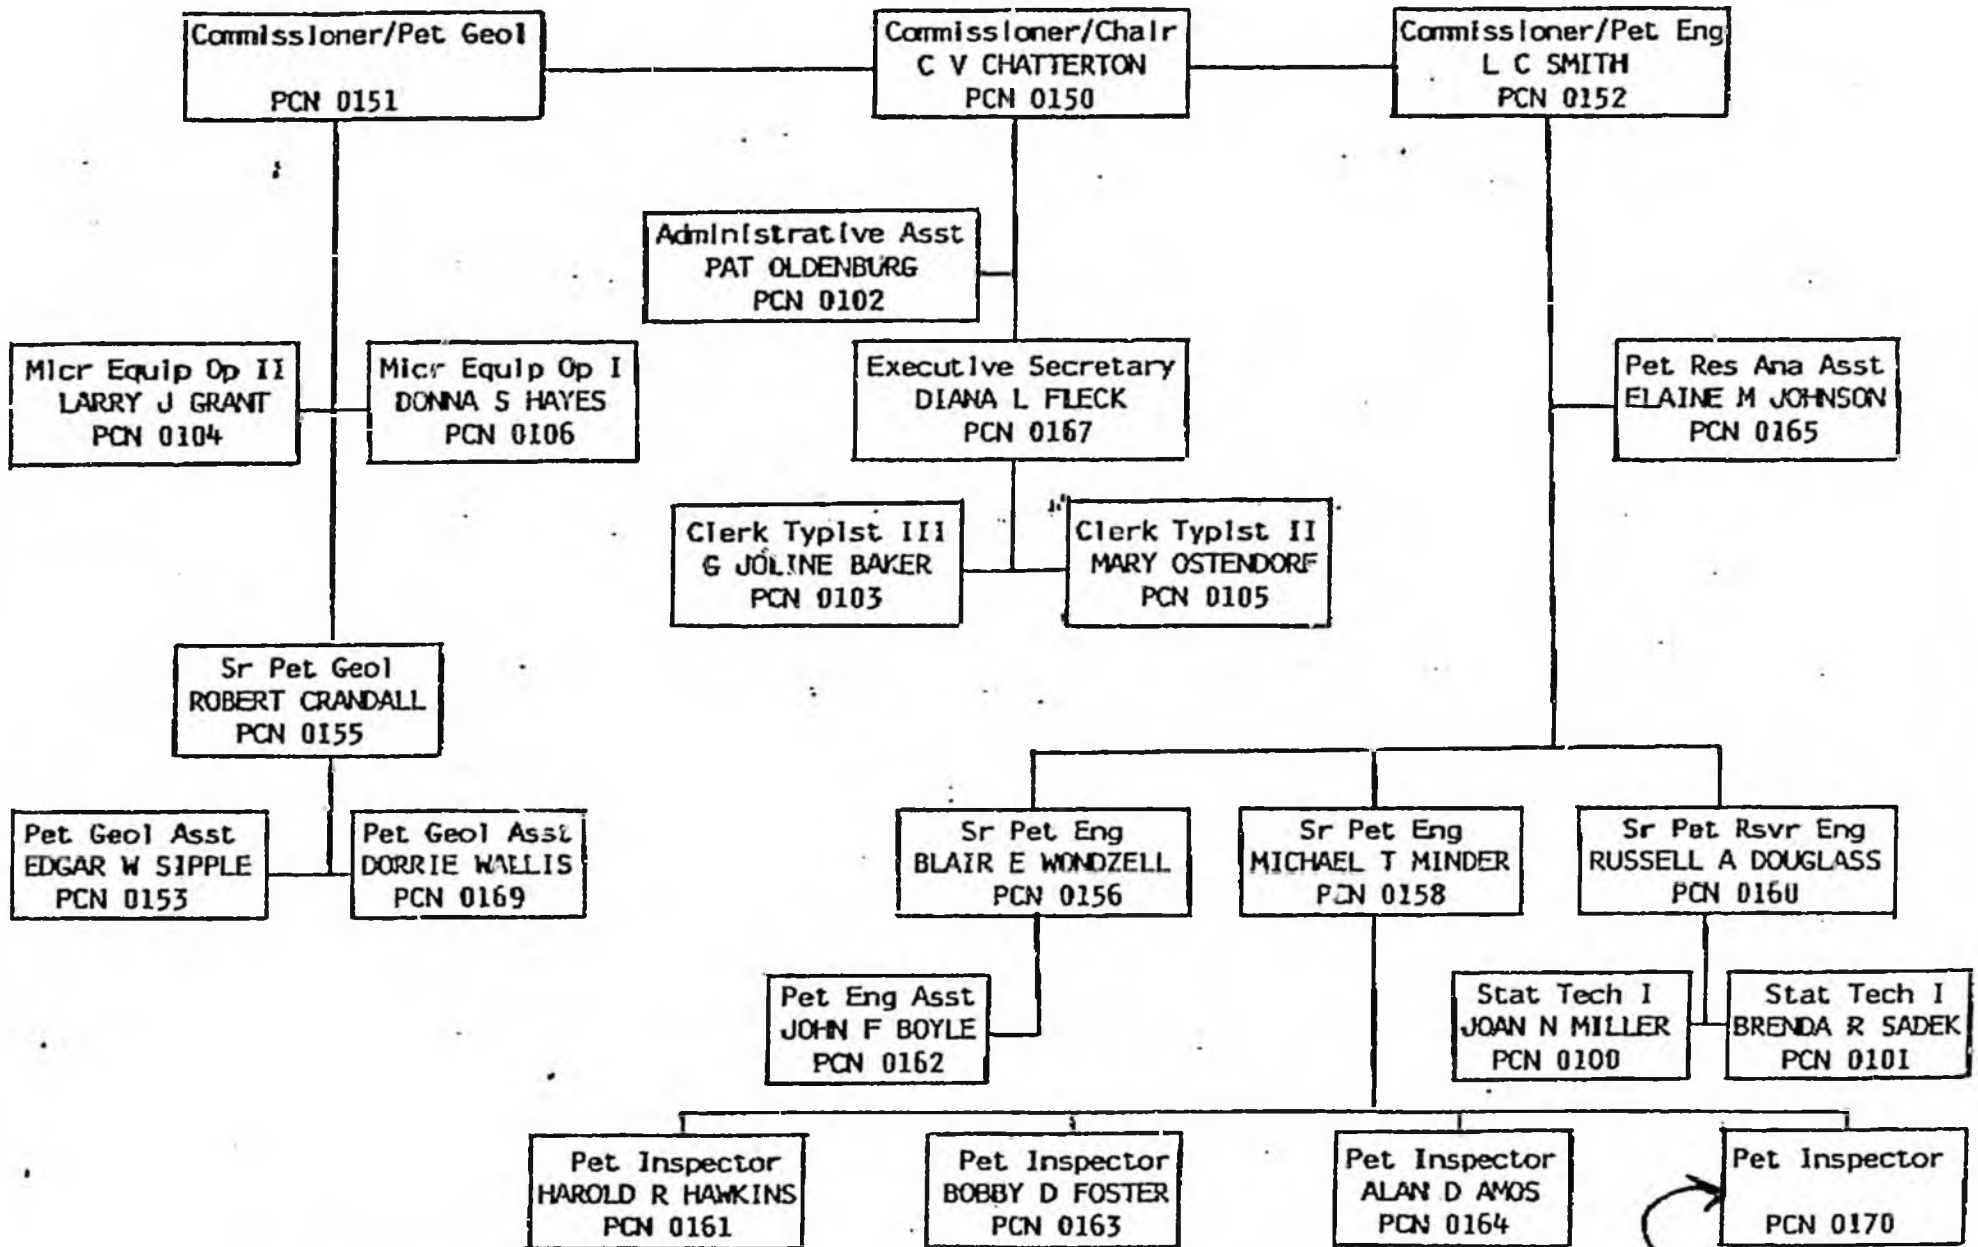 Commissioner/Pet Geol
PCN 0151
Commissioner/Chair
C V CHATTERTON
PCN 0150
Commissioner/Pet Eng
L C SMITH
PCN 0152
Administrative Asst
PAT OLDENBURG
PCN 0102
Micr Equip Op II
LARRY J GRANT
PCN 0104
Micr Equip Op I
DONNA S HAYES
PCN 0106
Executive Secretary
DIANA L FLECK
PCN 0167
Pet Res Ana Asst
ELAINE M JOHNSON
PCN 0165
Clerk Typist III
G JOLINE BAKER
PCN 0103
Clerk Typist II
MARY OSTENDORF
PCN 0105
Sr Pet Geol
ROBERT CRANDALL
PCN 0155
Pet Geol Asst
EDGAR W SIPPLE
PCN 0153
Pet Geol Asst
DORRIE WALLIS
PCN 0169
Sr Pet Eng
BLAIR E WONDZELL
PCN 0156
Sr Pet Eng
MICHAEL T MINDER
PCN 0158
Sr Pet Rsvr Eng
RUSSELL A DOUGLASS
PCN 0160
Pet Eng Asst
JOHN F BOYLE
PCN 0162
Stat Tech I
JOAN N MILLER
PCN 0100
Stat Tech I
BRENDA R SADEK
PCN 0101
Pet Inspector
HAROLD R HAWKINS
PCN 0161
Pet Inspector
BOBBY D FOSTER
PCN 0163
Pet Inspector
ALAN D AMOS
PCN 0164
Pet Inspector
PCN 0170